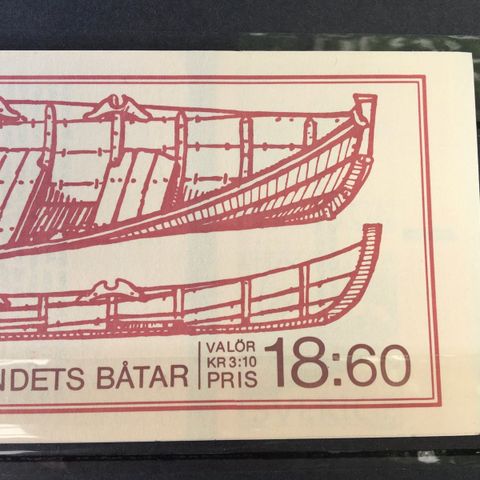 NDETS BÅTAR
VALÖR
KR 3:10
PRIS
18:60